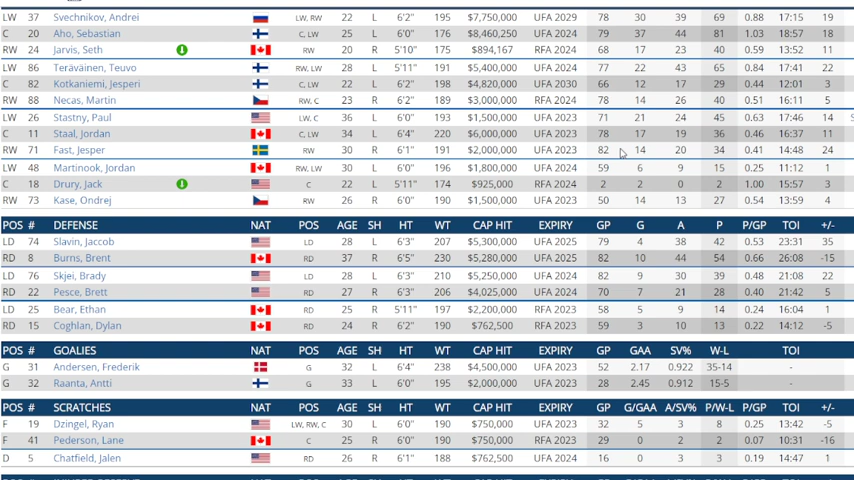 LW 37 Svechnikov, Andrei LW, RW 22 L 6'2" 195 $7,750,000 UFA 2029 78 30 39 69 0.88 17:15 19
C 20 Aho, Sebastian C, LW 25 L 6'0" 176 $8,460,250 UFA 2024 79 37 44 81 1.03 18:57 18
RW 24 Jarvis, Seth RW 20 R 5'10" 175 $894,167 RFA 2024 68 17 23 40 0.59 13:52 11
LW 86 Teräväinen, Teuvo RW, LW 28 L 5'11" 191 $5,400,000 UFA 2024 77 22 43 65 0.84 17:41 22
C 82 Kotkaniemi, Jesperi C, LW 22 L 6'2" 198 $4,820,000 UFA 2030 66 12 17 29 0.44 12:01 3
RW 88 Necas, Martin RW, C 23 R 6'2" 189 $3,000,000 RFA 2024 78 14 26 40 0.51 16:11 5
LW 26 Stastny, Paul LW, C 36 L 6'0" 193 $1,500,000 UFA 2023 71 21 24 45 0.63 17:46 14
C 11 Staal, Jordan C, LW 34 L 6'4" 220 $6,000,000 UFA 2023 78 17 19 36 0.46 16:37 11
RW 71 Fast, Jesper RW 30 R 6'1" 191 $2,000,000 UFA 2023 82 14 20 34 0.41 14:48 24
LW 48 Martinook, Jordan RW, LW 30 L 6'0" 196 $1,800,000 UFA 2024 59 6 9 15 0.25 11:12 1
C 18 Drury, Jack C 22 L 5'11" 174 $925,000 RFA 2024 2 2 0 2 1.00 15:57 3
RW 73 Kase, Ondrej RW 26 R 6'0" 190 $1,500,000 UFA 2023 50 14 13 27 0.54 13:59 4
POS # DEFENSE NAT POS AGE SH HT WT CAP HIT EXPIRY GP G A P P/GP TOI +/-
LD 74 Slavin, Jaccob LD 28 L 6'3" 207 $5,300,000 UFA 2025 79 4 38 42 0.53 23:31 35
RD 8 Burns, Brent RD 37 R 6'5" 230 $5,280,000 UFA 2025 82 10 44 54 0.66 26:08 -15
LD 76 Skjei, Brady LD 28 L 6'3" 210 $5,250,000 UFA 2024 82 9 30 39 0.48 21:08 22
RD 22 Pesce, Brett RD 27 R 6'3" 206 $4,025,000 UFA 2024 70 7 21 28 0.40 21:42 5
LD 25 Bear, Ethan RD 25 R 5'11" 197 $2,200,000 RFA 2023 58 5 9 14 0.24 16:04 1
RD 15 Coghlan, Dylan RD 24 R 6'2" 190 $762,500 RFA 2023 59 3 10 13 0.22 14:12 -5
POS # GOALIES NAT POS AGE SH HT WT CAP HIT EXPIRY GP GAA SV% W-L TOI
G 31 Andersen, Frederik G 32 L 6'4" 238 $4,500,000 UFA 2023 52 2.17 0.922 35-14 -
G 32 Raanta, Antti G 33 L 6'0" 195 $2,000,000 UFA 2023 28 2.45 0.912 15-5 -
POS # SCRATCHES NAT POS AGE SH HT WT CAP HIT EXPIRY GP G/GAA A/SV% P/W-L P/GP TOI +/-
F 19 Dzingel, Ryan LW, RW, C 30 L 6'0" 190 $750,000 UFA 2023 32 5 3 8 0.25 13:42 -5
F 41 Pederson, Lane C 25 R 6'0" 190 $750,000 RFA 2023 29 0 2 2 0.07 10:31 -16
D 5 Chatfield, Jalen RD 26 R 6'1" 188 $762,500 RFA 2024 16 0 3 3 0.19 14:47 1